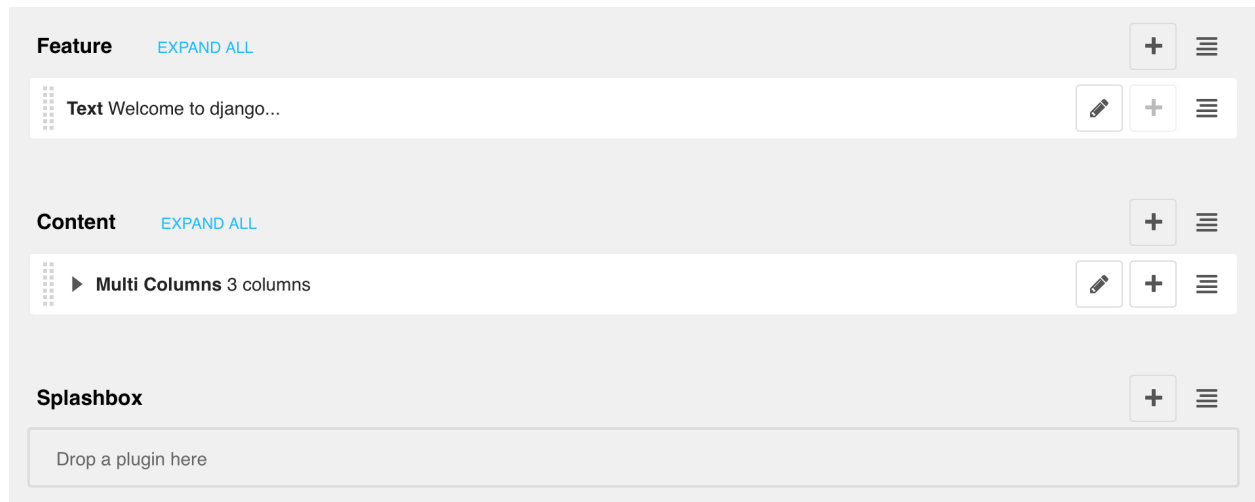 Feature EXPAND ALL
Text Welcome to django...
Content EXPAND ALL
Multi Columns 3 columns
Splashbox
Drop a plugin here